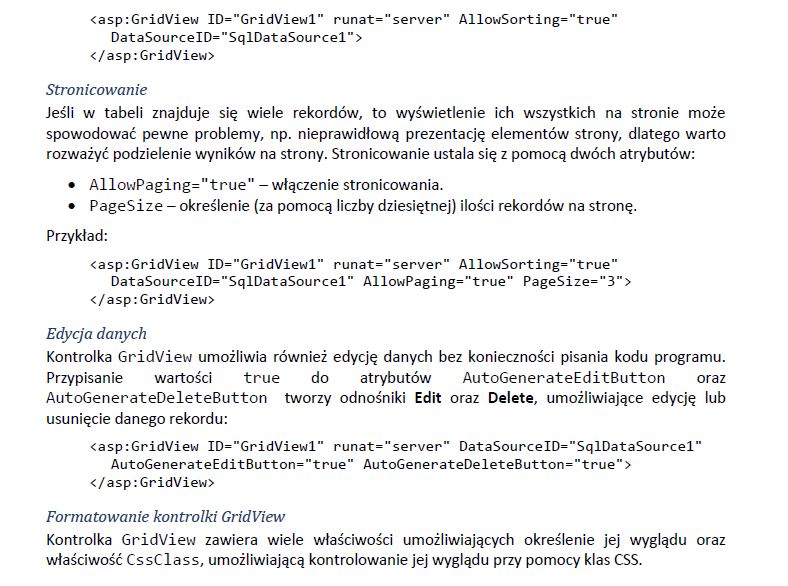 <asp:GridView ID="GridView1" runat="server" AllowSorting="true"
DataSourceID="SqlDataSource1">
</asp:GridView>
Stronicowanie
Jeśli w tabeli znajduje się wiele rekordów, to wyświetlenie ich wszystkich na stronie może
spowodować pewne problemy, np. nieprawidłową prezentację elementów strony, dlatego warto
rozważyć podzielenie wyników na strony. Stronicowanie ustala się z pomocą dwóch atrybutów:
• AllowPaging="true" – włączenie stronicowania.
• PageSize – określenie (za pomocą liczby dziesiętnej) ilości rekordów na stronę.
Przykład:
<asp:GridView ID="GridView1" runat="server" AllowSorting="true"
DataSourceID="SqlDataSource1" AllowPaging="true" PageSize="3">
</asp:GridView>
Edycja danych
Kontrolka GridView umożliwia również edycję danych bez konieczności pisania kodu programu.
Przypisanie wartości true do atrybutów AutoGenerateEditButton oraz
AutoGenerateDeleteButton tworzy odnośniki Edit oraz Delete, umożliwiające edycję lub
usunięcie danego rekordu:
<asp:GridView ID="GridView1" runat="server" DataSourceID="SqlDataSource1"
AutoGenerateEditButton="true" AutoGenerateDeleteButton="true">
</asp:GridView>
Formatowanie kontrolki GridView
Kontrolka GridView zawiera wiele właściwości umożliwiających określenie jej wyglądu oraz
właściwość CssClass, umożliwiającą kontrolowanie jej wyglądu przy pomocy klas CSS.